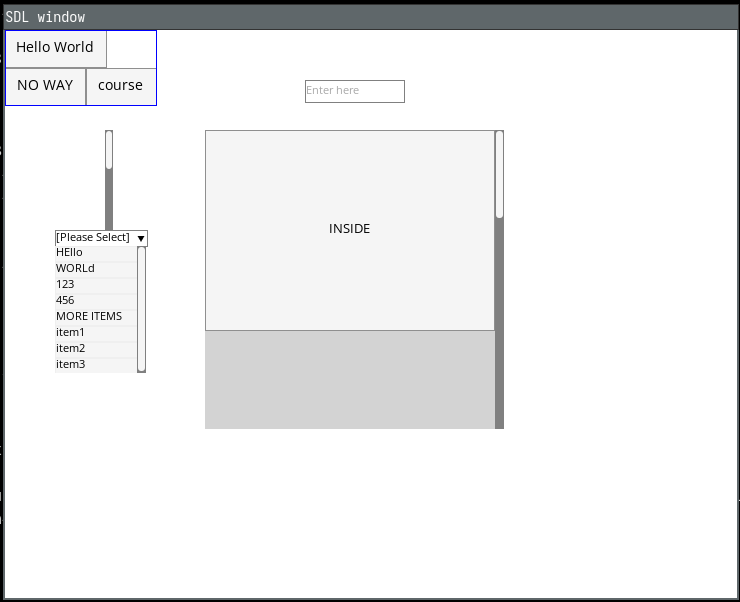 SDL window
Hello World
NO WAY course
Enter here
INSIDE
[Please Select]
HEllo
WORLd
123
456
MORE ITEMS
item1
item2
item3